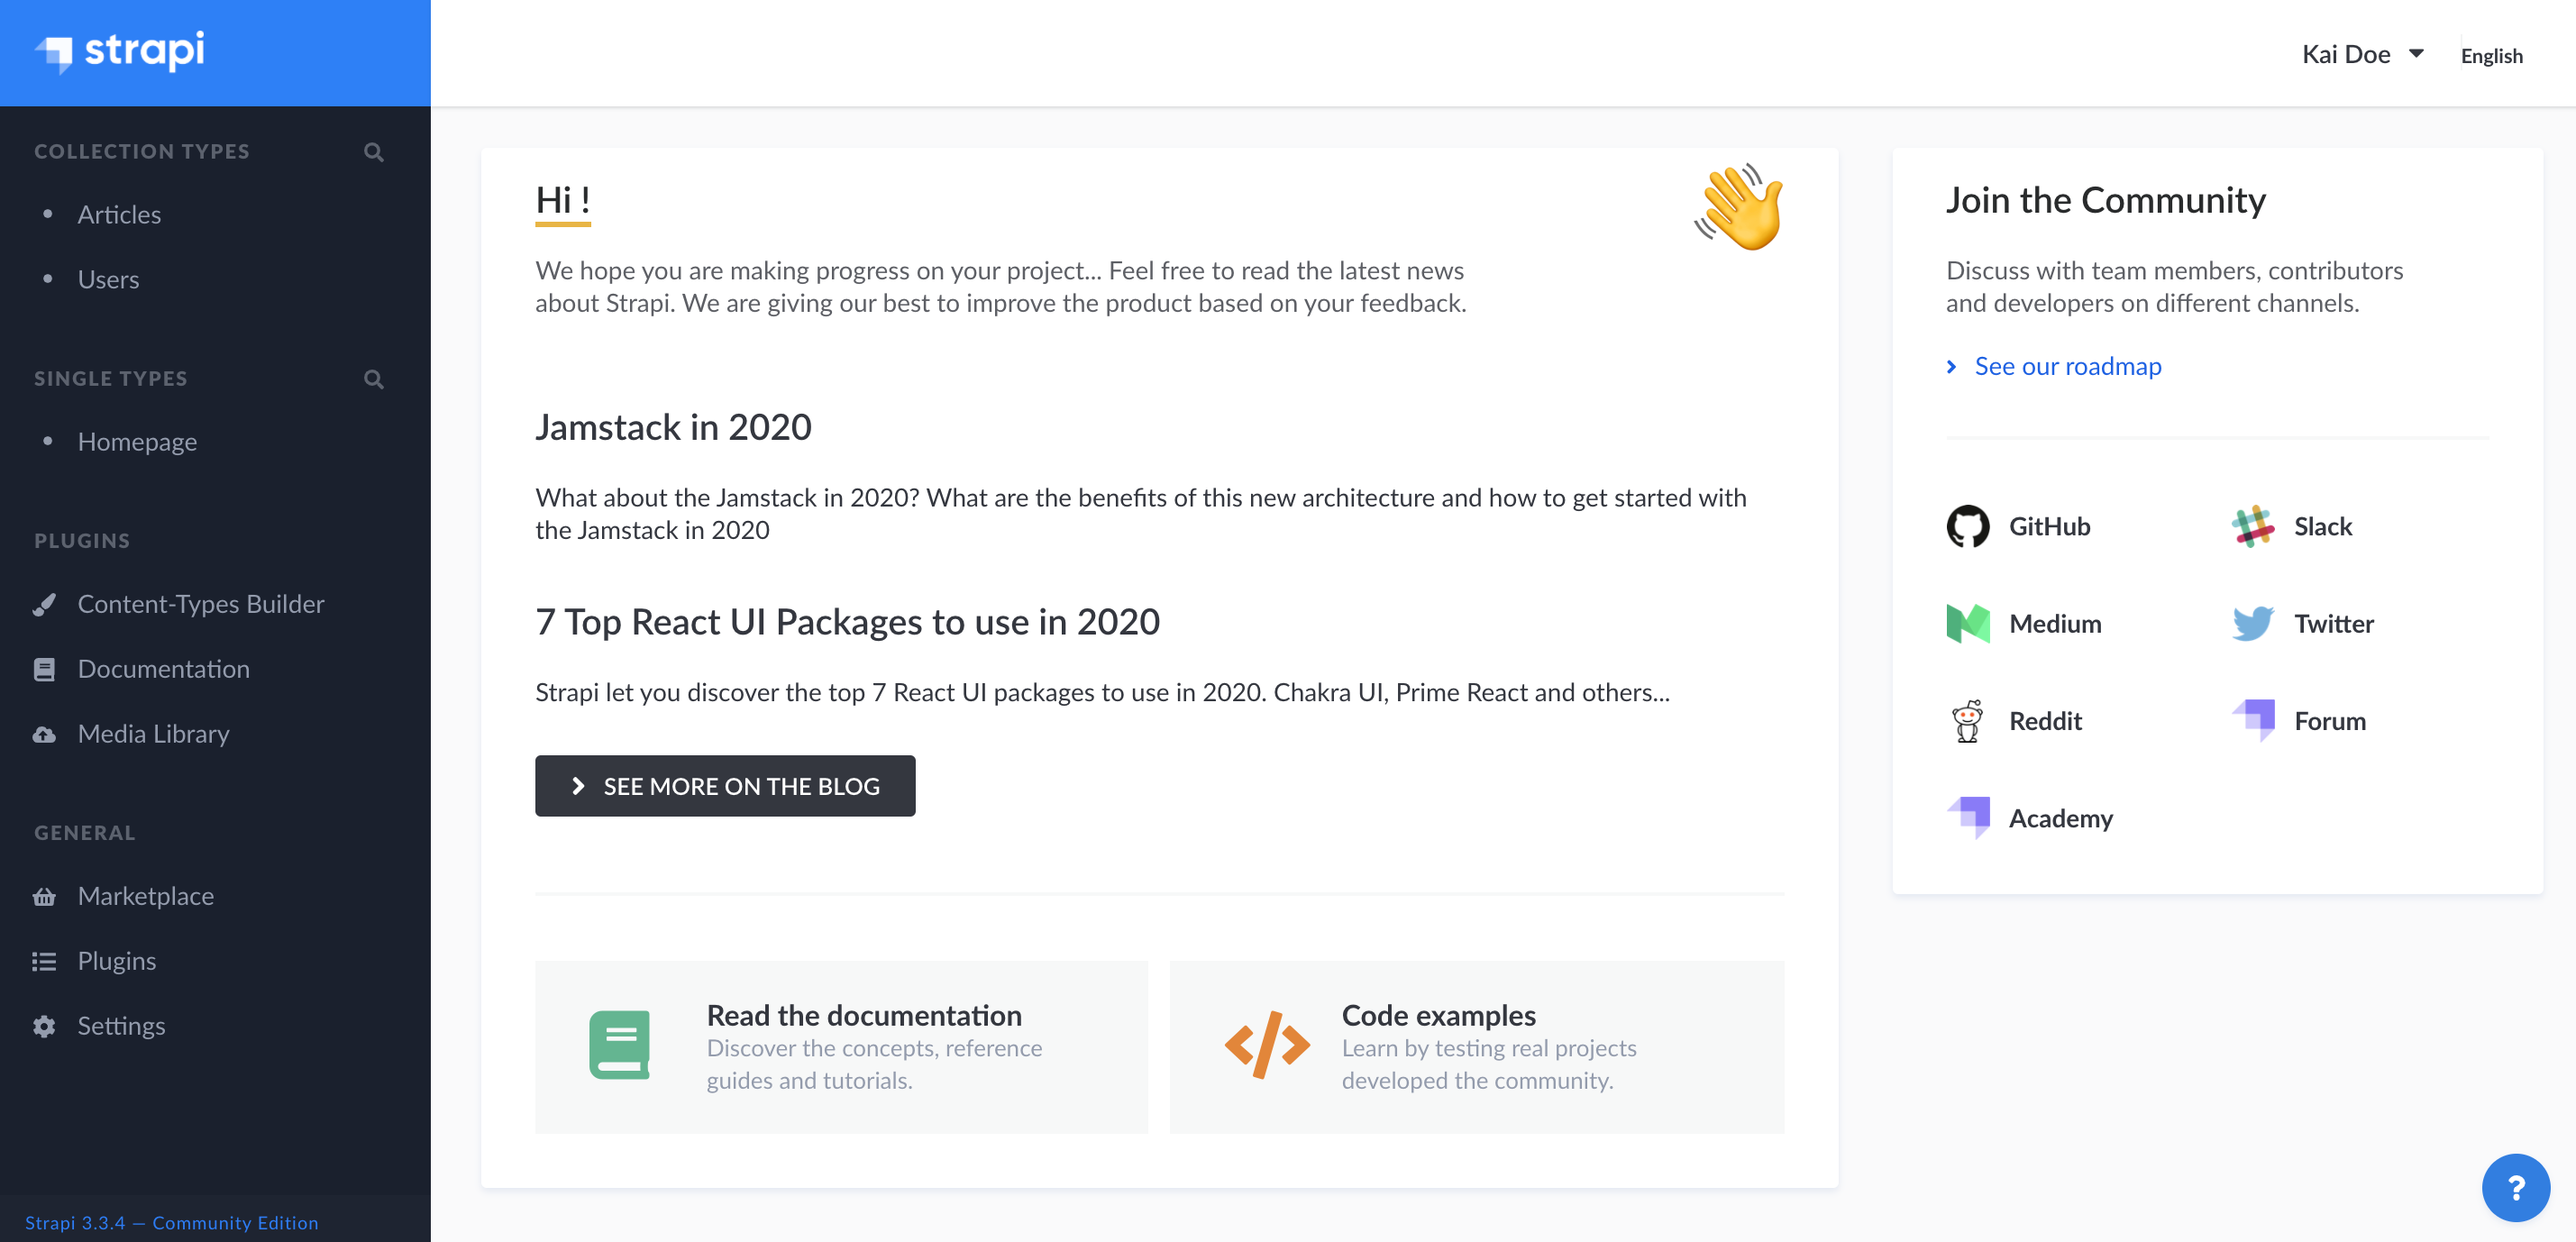 strapi
Kai Doe
English
COLLECTION TYPES
Articles
Users
SINGLE TYPES
Homepage
PLUGINS
Content-Types Builder
Documentation
Media Library
GENERAL
Marketplace
Plugins
Settings
Strapi 3.3.4 — Community Edition
Hi !
We hope you are making progress on your project... Feel free to read the latest news
about Strapi. We are giving our best to improve the product based on your feedback.
Jamstack in 2020
What about the Jamstack in 2020? What are the benefits of this new architecture and how to get started with
the Jamstack in 2020
7 Top React UI Packages to use in 2020
Strapi let you discover the top 7 React UI packages to use in 2020. Chakra UI, Prime React and others...
SEE MORE ON THE BLOG
Read the documentation
Discover the concepts, reference
guides and tutorials.
Code examples
Learn by testing real projects
developed the community.
Join the Community
Discuss with team members, contributors
and developers on different channels.
See our roadmap
GitHub
Slack
Medium
Twitter
Reddit
Forum
Academy
?